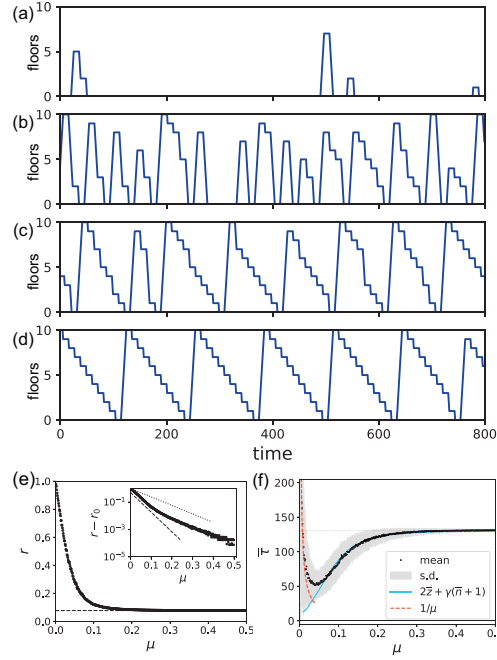 (a)
floors
10
5
0
(b)
floors
10
5
0
(c)
floors
10
5
0
(d)
floors
10
5
0
0 200 400 600 800
time
(e)
r
1.0
0.8
0.6
0.4
0.2
0.0
0.0 0.1 0.2 0.3 0.4 0.5
μ
r − r₀
10⁻¹
10⁻³
10⁻⁵
0.0 0.1 0.2 0.3 0.4 0.5
μ
(f)
τ̅
200
150
100
50
0
0.0 0.1 0.2 0.3 0.4 0.5
μ
mean
s.d.
2z̅ + γ(n̅ + 1)
1/μ